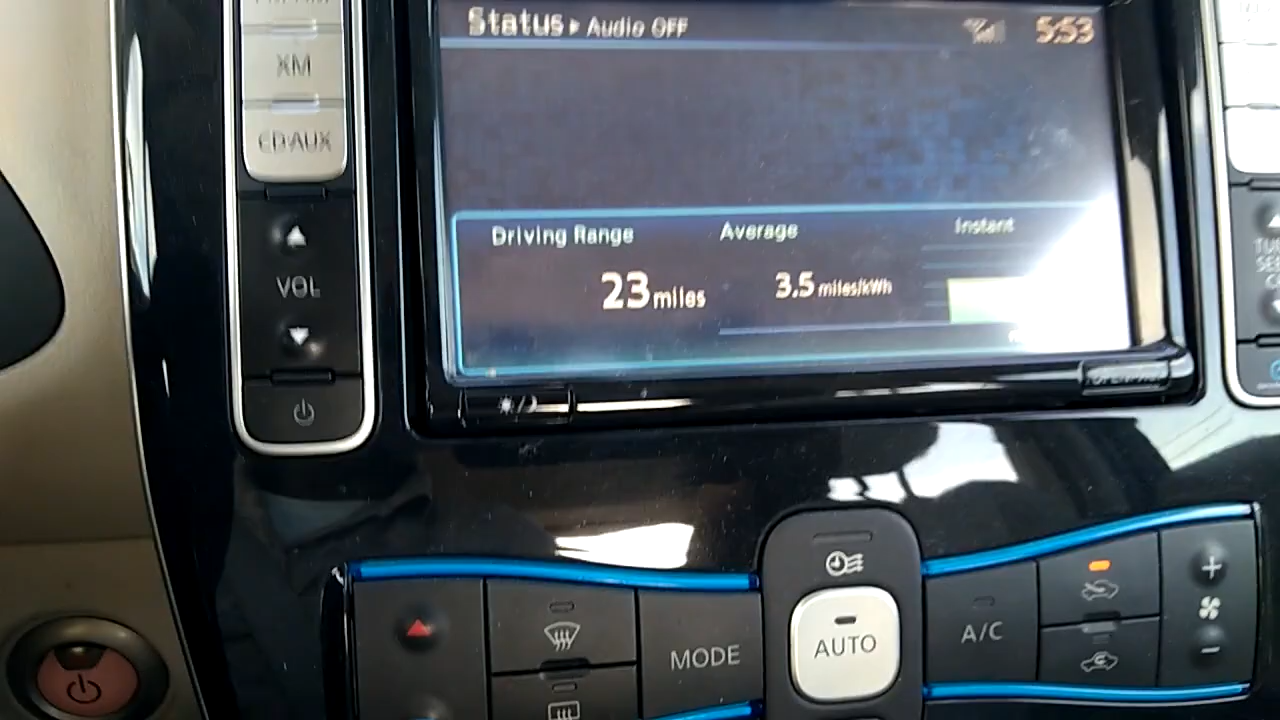 Status ▸ Audio OFF 5:53
XM
CD·AUX
Driving Range Average Instant
23 miles 3.5 miles/kWh
VOL
MODE
AUTO
A/C